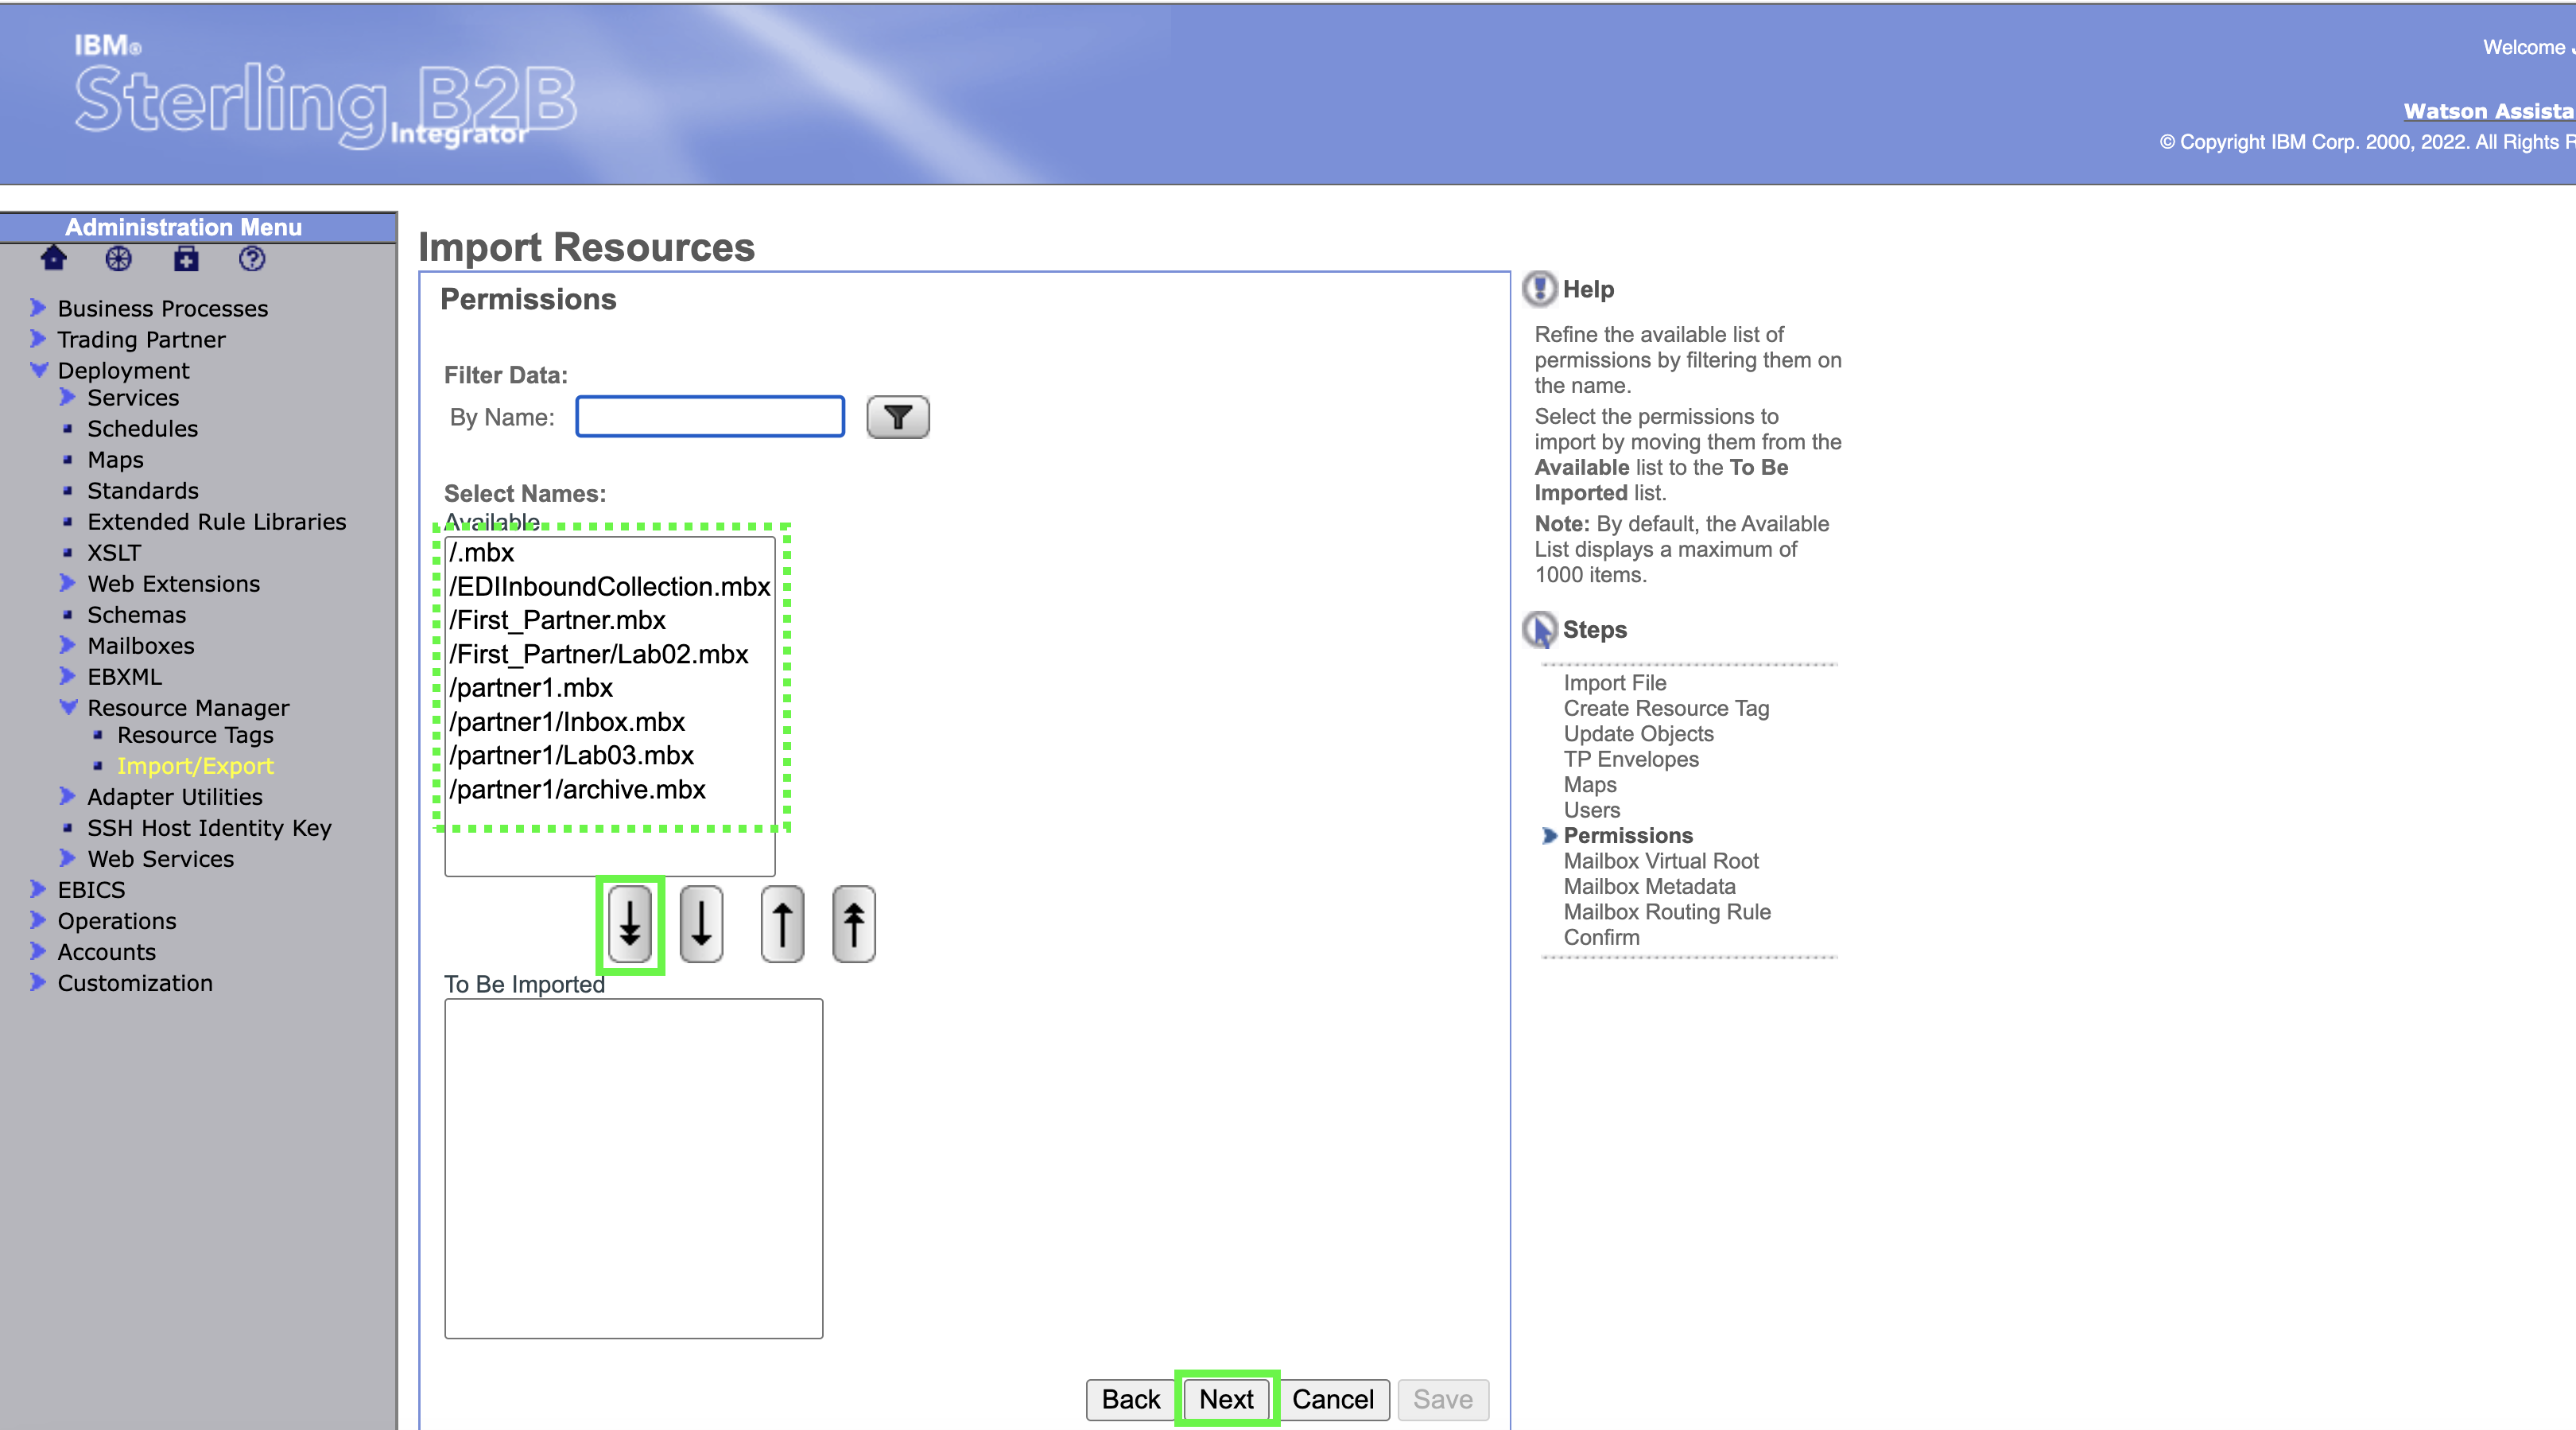 IBM®
Sterling B2B
Integrator
Welcome
Watson Assista
© Copyright IBM Corp. 2000, 2022. All Rights R
Administration Menu
Business Processes
Trading Partner
Deployment
Services
Schedules
Maps
Standards
Extended Rule Libraries
XSLT
Web Extensions
Schemas
Mailboxes
EBXML
Resource Manager
Resource Tags
Import/Export
Adapter Utilities
SSH Host Identity Key
Web Services
EBICS
Operations
Accounts
Customization
Import Resources
Permissions
Filter Data:
By Name:
Select Names:
Available
/.mbx
/EDIInboundCollection.mbx
/First_Partner.mbx
/First_Partner/Lab02.mbx
/partner1.mbx
/partner1/Inbox.mbx
/partner1/Lab03.mbx
/partner1/archive.mbx
To Be Imported
Back Next Cancel Save
Help
Refine the available list of
permissions by filtering them on
the name.
Select the permissions to
import by moving them from the
Available list to the To Be
Imported list.
Note: By default, the Available
List displays a maximum of
1000 items.
Steps
Import File
Create Resource Tag
Update Objects
TP Envelopes
Maps
Users
Permissions
Mailbox Virtual Root
Mailbox Metadata
Mailbox Routing Rule
Confirm